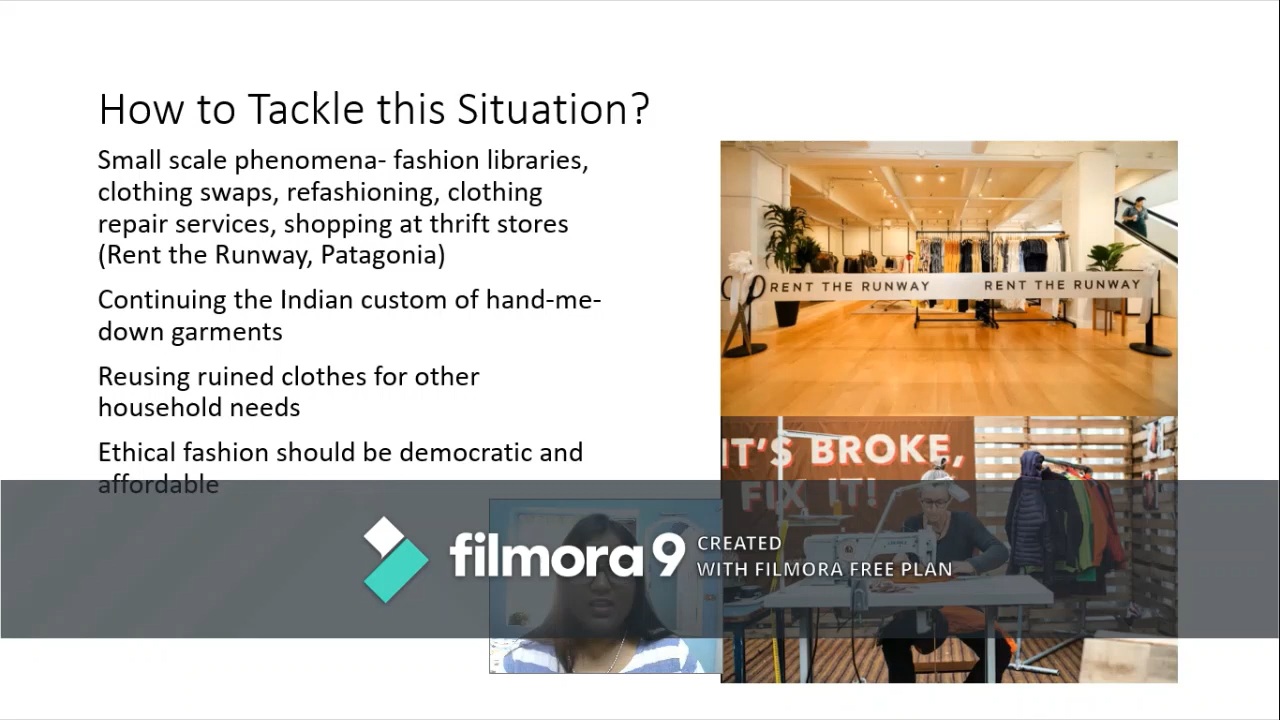 How to Tackle this Situation?
Small scale phenomena- fashion libraries,
clothing swaps, refashioning, clothing
repair services, shopping at thrift stores
(Rent the Runway, Patagonia)
Continuing the Indian custom of hand-me-
down garments
Reusing ruined clothes for other
household needs
Ethical fashion should be democratic and
affordable
RENT THE RUNWAY RENT THE RUNWAY
IT'S BROKE,
FIX IT!
filmora9 CREATED
WITH FILMORA FREE PLAN